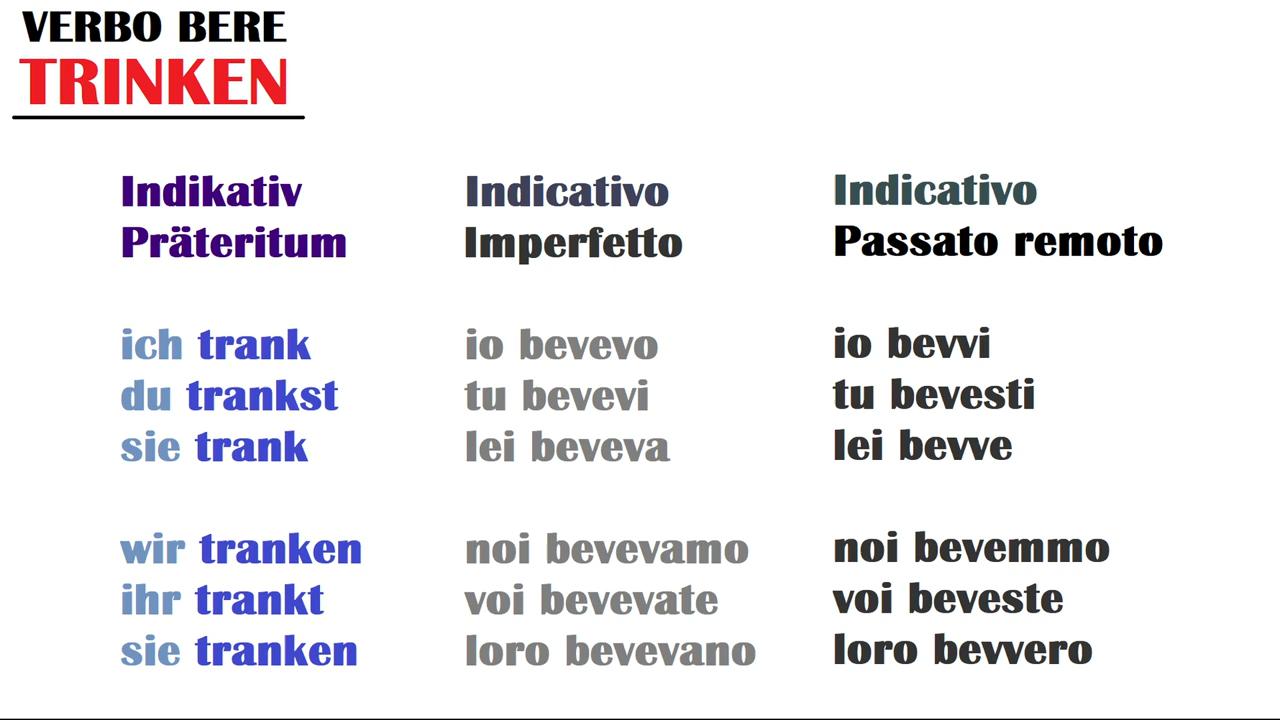 VERBO BERE
TRINKEN
Indikativ
Präteritum
ich trank
du trankst
sie trank
wir tranken
ihr trankt
sie tranken
Indicativo
Imperfetto
io bevevo
tu bevevi
lei beveva
noi bevevamo
voi bevevate
loro bevevano
Indicativo
Passato remoto
io bevvi
tu bevesti
lei bevve
noi bevemmo
voi beveste
loro bevvero